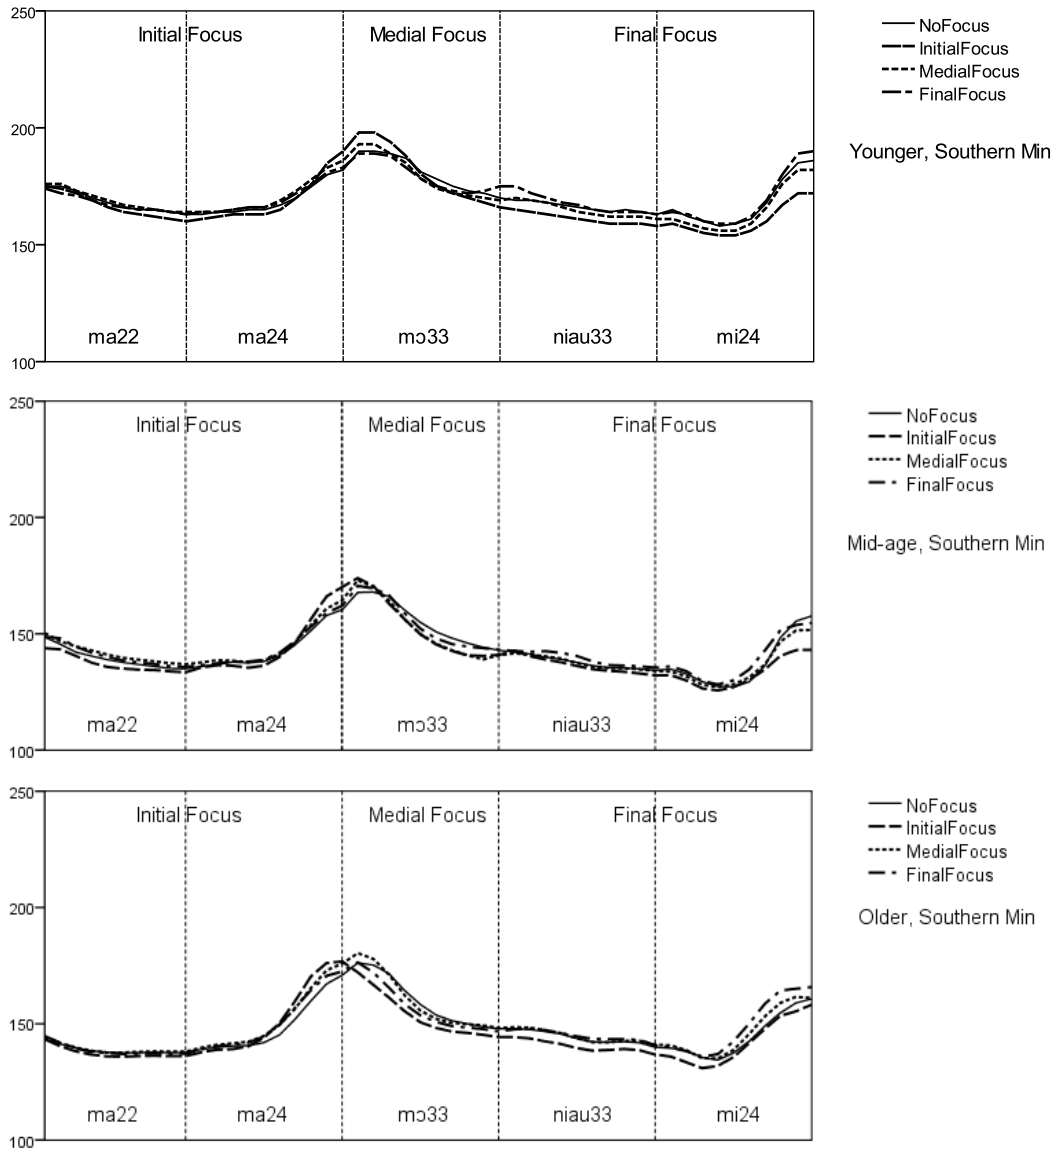 250
Initial Focus
Medial Focus
Final Focus
NoFocus
InitialFocus
MedialFocus
FinalFocus
200
Younger, Southern Min
150
ma22
ma24
mɔ33
niau33
mi24
100
250
Initial Focus
Medial Focus
Final Focus
NoFocus
InitialFocus
MedialFocus
FinalFocus
200
Mid-age, Southern Min
150
ma22
ma24
mɔ33
niau33
mi24
100
250
Initial Focus
Medial Focus
Final Focus
NoFocus
InitialFocus
MedialFocus
FinalFocus
200
Older, Southern Min
150
ma22
ma24
mɔ33
niau33
mi24
100